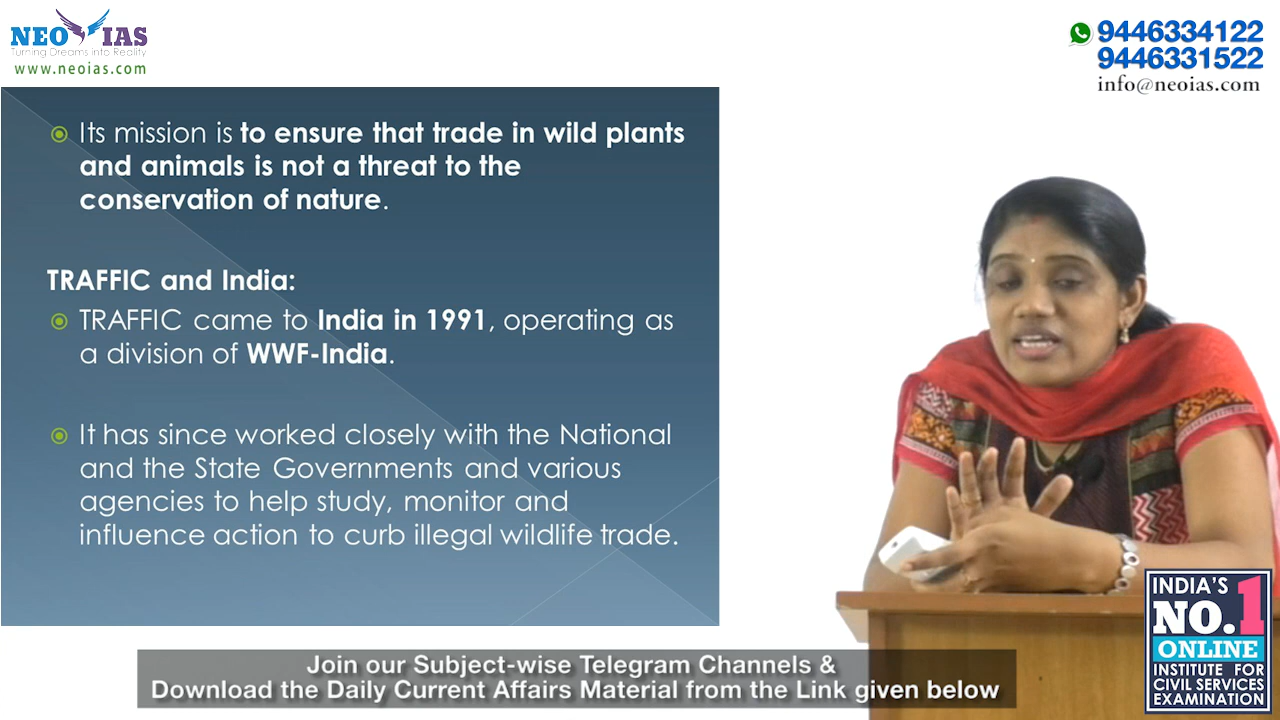 NEO IAS
Turning Dreams into Reality
www.neoias.com
9446334122
9446331522
info@neoias.com
Its mission is to ensure that trade in wild plants
and animals is not a threat to the
conservation of nature.
TRAFFIC and India:
TRAFFIC came to India in 1991, operating as
a division of WWF-India.
It has since worked closely with the National
and the State Governments and various
agencies to help study, monitor and
influence action to curb illegal wildlife trade.
INDIA'S
NO.1
ONLINE
INSTITUTE FOR
CIVIL SERVICES
EXAMINATION
Join our Subject-wise Telegram Channels &
Download the Daily Current Affairs Material from the Link given below